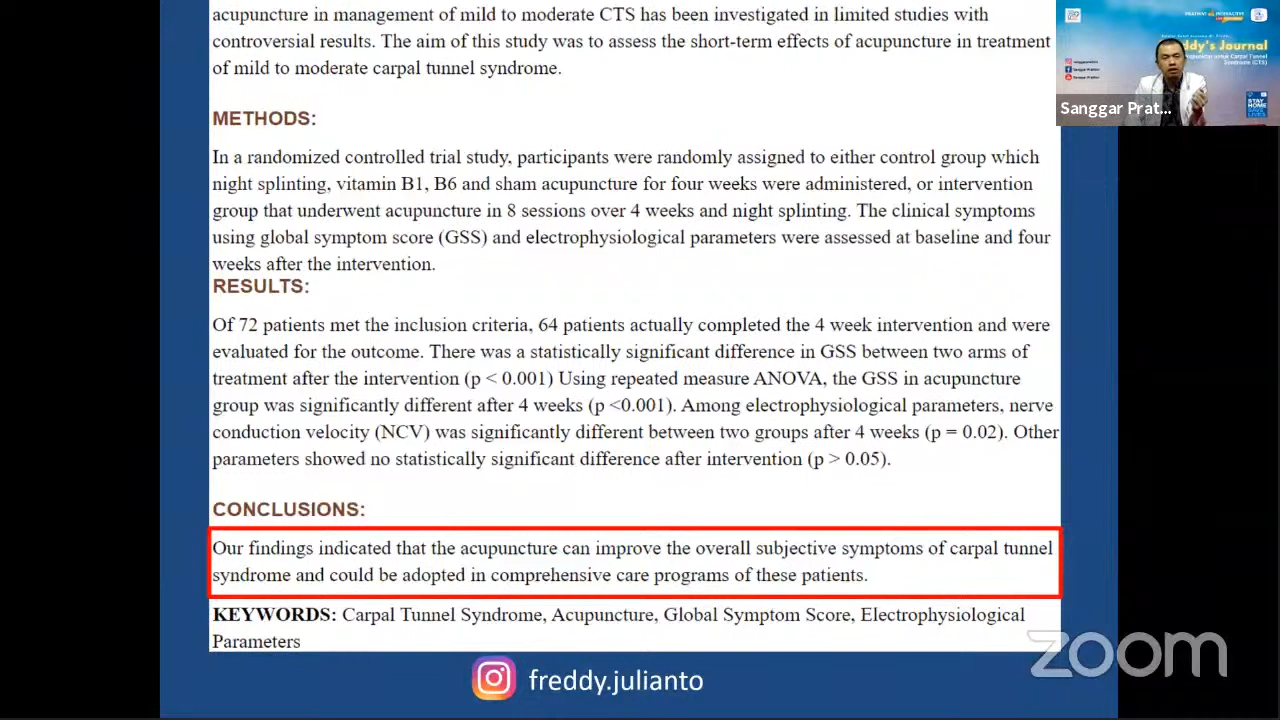 acupuncture in management of mild to moderate CTS has been investigated in limited studies with
controversial results. The aim of this study was to assess the short-term effects of acupuncture in treatment
of mild to moderate carpal tunnel syndrome.
METHODS:
In a randomized controlled trial study, participants were randomly assigned to either control group which
night splinting, vitamin B1, B6 and sham acupuncture for four weeks were administered, or intervention
group that underwent acupuncture in 8 sessions over 4 weeks and night splinting. The clinical symptoms
using global symptom score (GSS) and electrophysiological parameters were assessed at baseline and four
weeks after the intervention.
RESULTS:
Of 72 patients met the inclusion criteria, 64 patients actually completed the 4 week intervention and were
evaluated for the outcome. There was a statistically significant difference in GSS between two arms of
treatment after the intervention (p < 0.001) Using repeated measure ANOVA, the GSS in acupuncture
group was significantly different after 4 weeks (p <0.001). Among electrophysiological parameters, nerve
conduction velocity (NCV) was significantly different between two groups after 4 weeks (p = 0.02). Other
parameters showed no statistically significant difference after intervention (p > 0.05).
CONCLUSIONS:
Our findings indicated that the acupuncture can improve the overall subjective symptoms of carpal tunnel
syndrome and could be adopted in comprehensive care programs of these patients.
KEYWORDS: Carpal Tunnel Syndrome, Acupuncture, Global Symptom Score, Electrophysiological
Parameters
freddy.julianto
zoom
ddy's Journal
Carpal Tunnel
Syndrome (CTS)
STAY
HOME
Sanggar Prat...